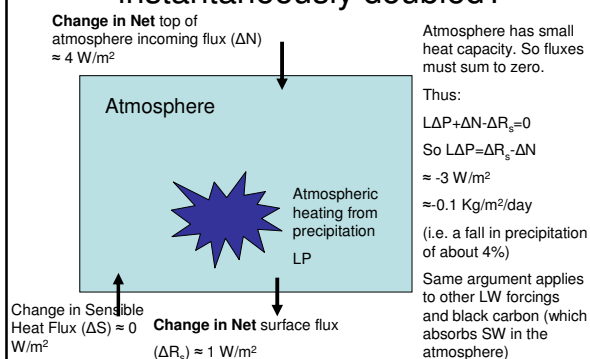 instantaneously doubled?
Change in Net top of
atmosphere incoming flux (ΔN)
≈ 4 W/m²
Atmosphere
Atmospheric
heating from
precipitation
LP
Change in Sensible
Heat Flux (ΔS) ≈ 0
W/m²
Change in Net surface flux
(ΔRₛ) ≈ 1 W/m²
Atmosphere has small
heat capacity. So fluxes
must sum to zero.
Thus:
LΔP+ΔN-ΔRₛ=0
So LΔP=ΔRₛ-ΔN
≈ -3 W/m²
≈-0.1 Kg/m²/day
(i.e. a fall in precipitation
of about 4%)
Same argument applies
to other LW forcings
and black carbon (which
absorbs SW in the
atmosphere)